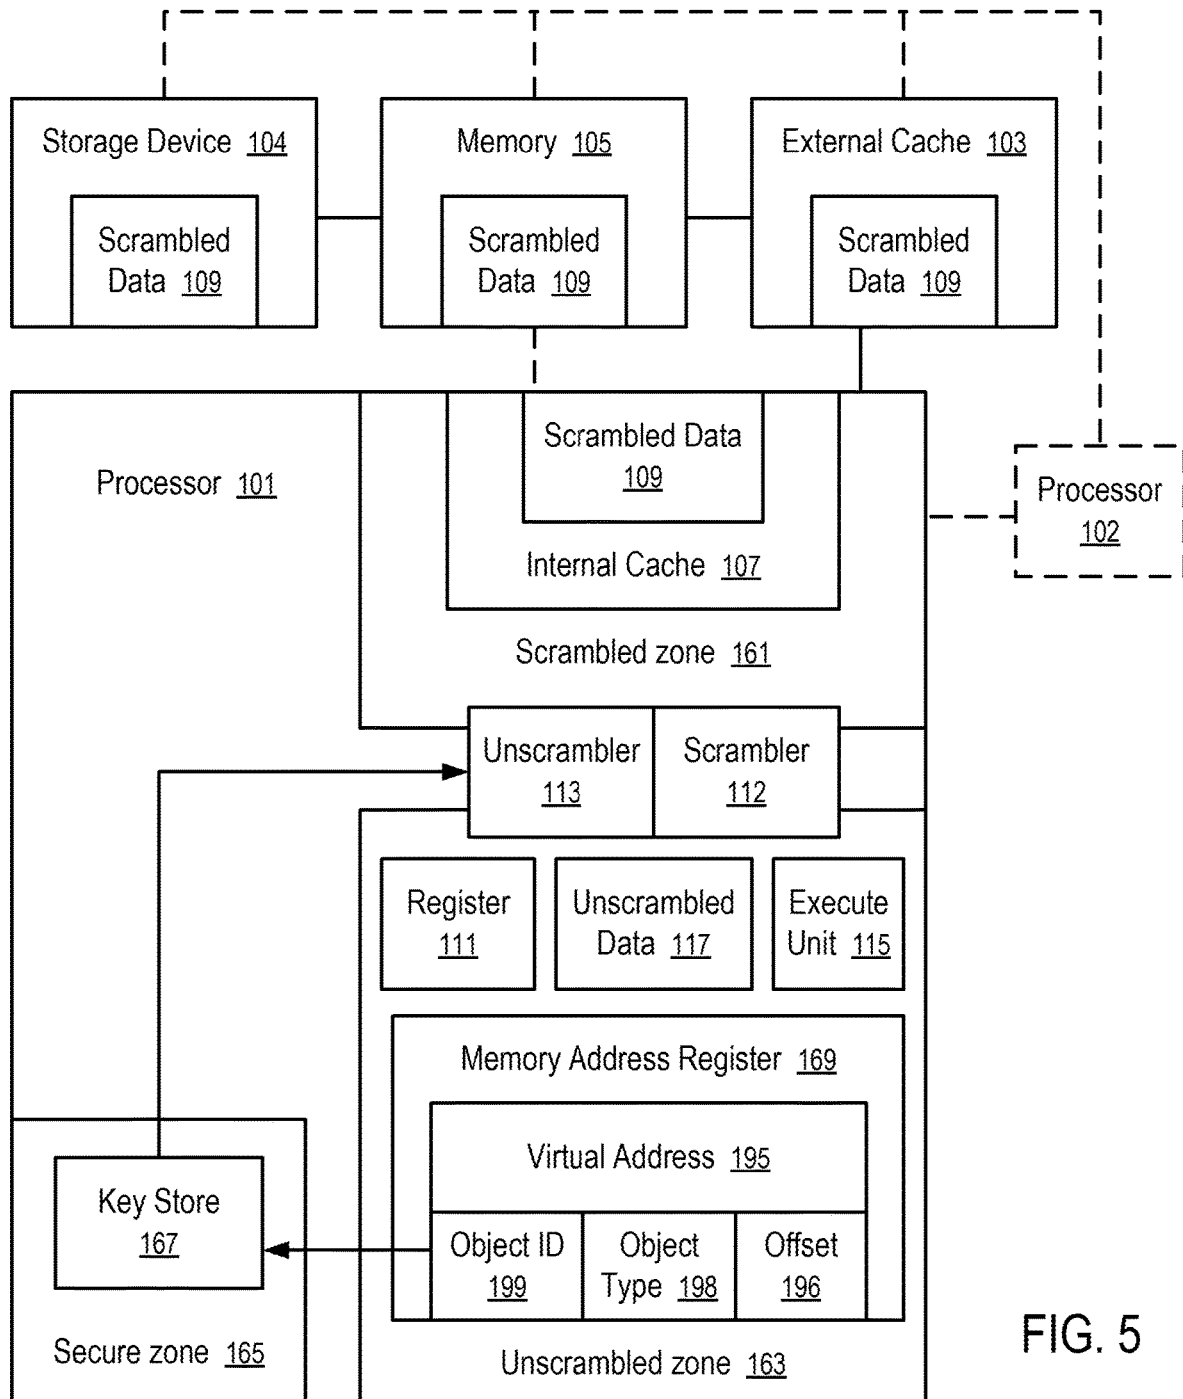 Storage Device 104
Memory 105
External Cache 103
Scrambled
Data 109
Scrambled
Data 109
Scrambled
Data 109
Processor 101
Scrambled Data
109
Internal Cache 107
Scrambled zone 161
Processor
102
Unscrambler
113
Scrambler
112
Register
111
Unscrambled
Data 117
Execute
Unit 115
Memory Address Register 169
Virtual Address 195
Object ID
199
Object
Type 198
Offset
196
Key Store
167
Secure zone 165
Unscrambled zone 163
FIG. 5